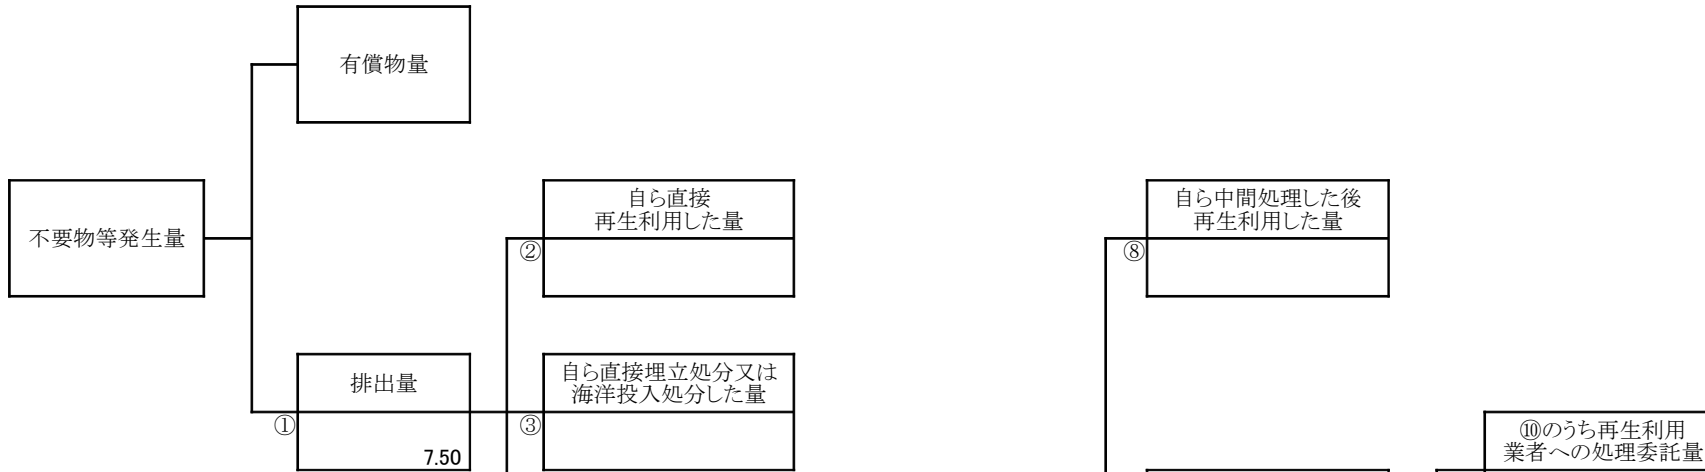 有償物量
不要物等発生量
自ら直接
再生利用した量
②
自ら中間処理した後
再生利用した量
⑧
排出量
①
7.50
自ら直接埋立処分又は
海洋投入処分した量
③
⑩のうち再生利用
業者への処理委託量